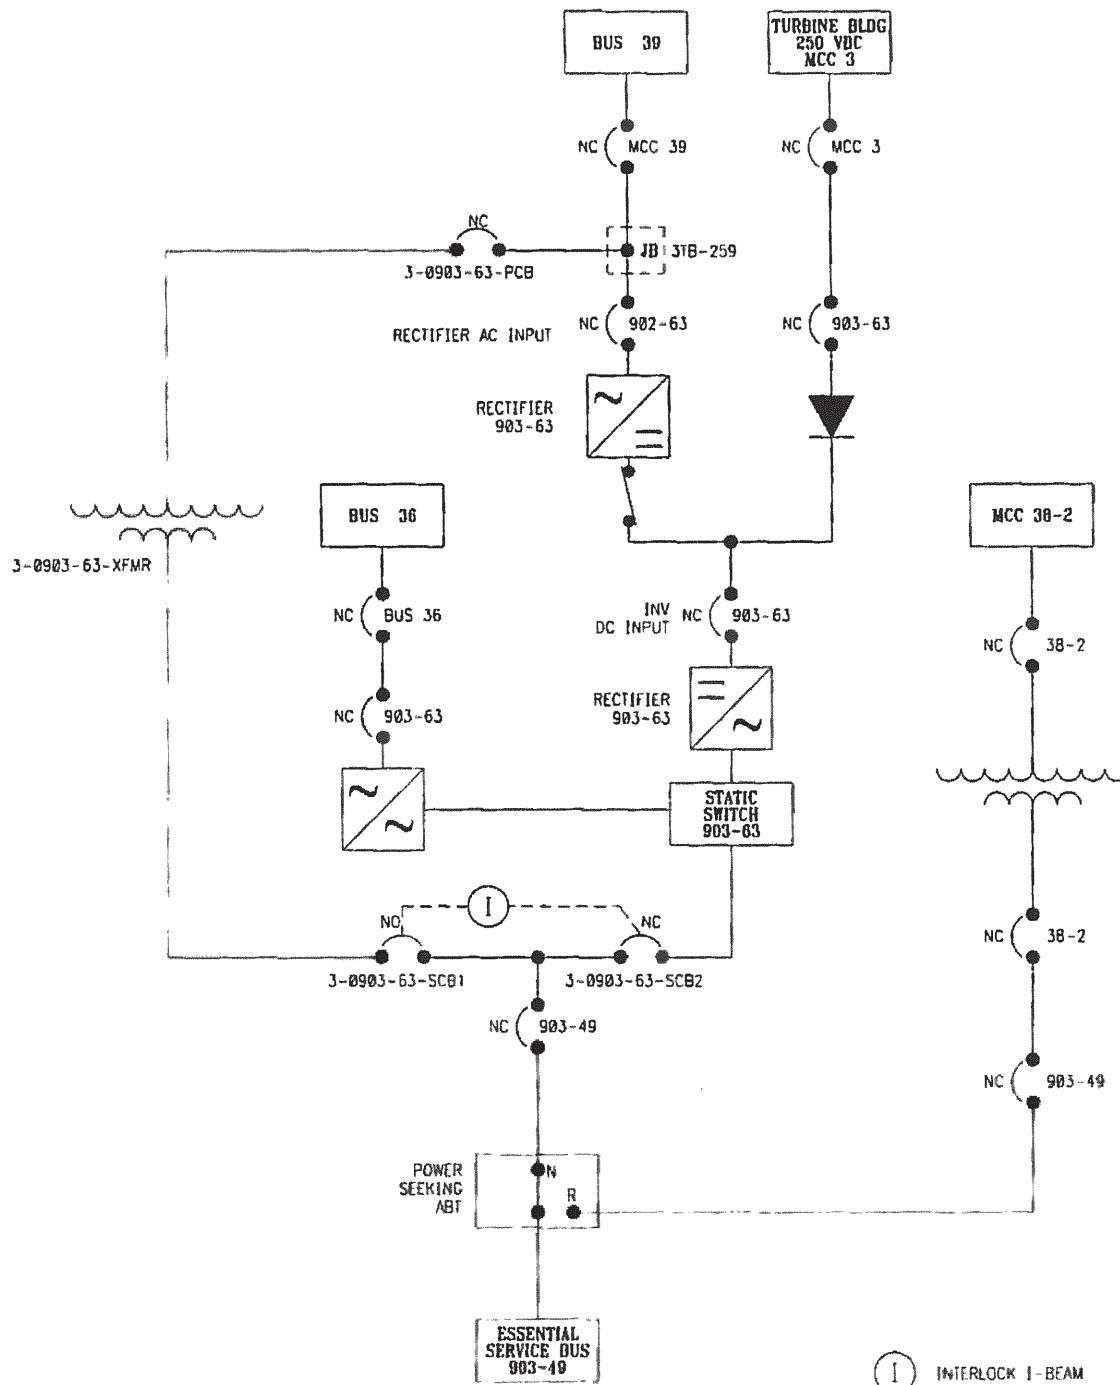 BUS 39
TURBINE BLDG
250 VDC
MCC 3
NC MCC 39
NC MCC 3
NC
3-0903-63-PCB
JB 3TB-259
RECTIFIER AC INPUT
NC 902-63
NC 903-63
RECTIFIER
903-63
BUS 36
MCC 38-2
3-0903-63-XFMR
NC BUS 36
INV
DC INPUT
NC 903-63
NC 38-2
NC 903-63
RECTIFIER
903-63
STATIC
SWITCH
903-63
I
NO
NC
3-0903-63-SCB1
3-0903-63-SCB2
NC 38-2
NC 903-49
NC 903-49
POWER
SEEKING
ABT
N
R
ESSENTIAL
SERVICE BUS
903-49
I INTERLOCK I-BEAM